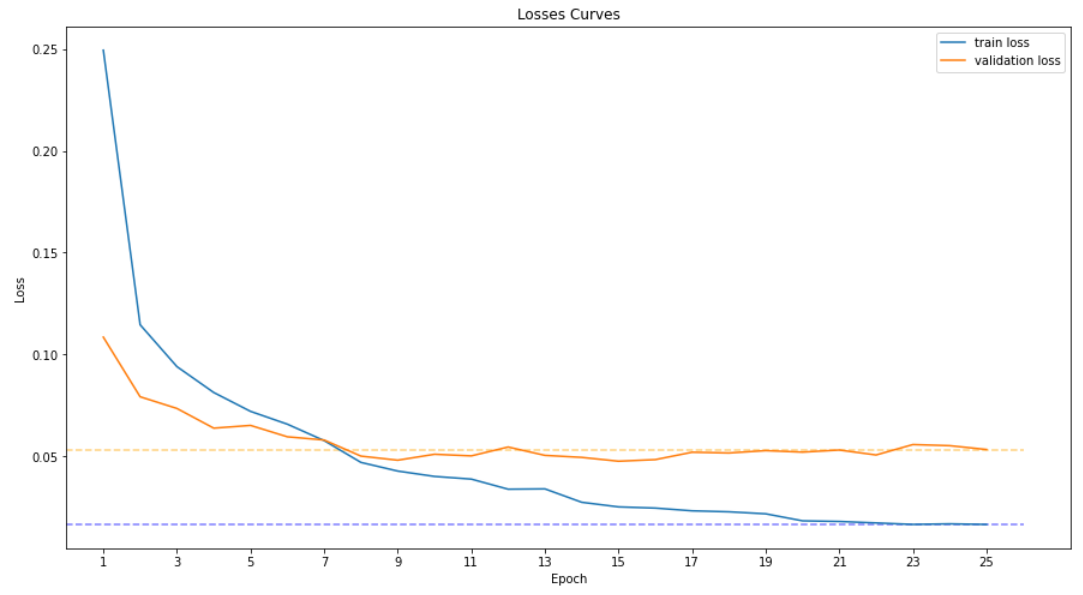 Losses Curves
train loss
validation loss
0.25
0.20
0.15
0.10
0.05
Loss
1 3 5 7 9 11 13 15 17 19 21 23 25
Epoch